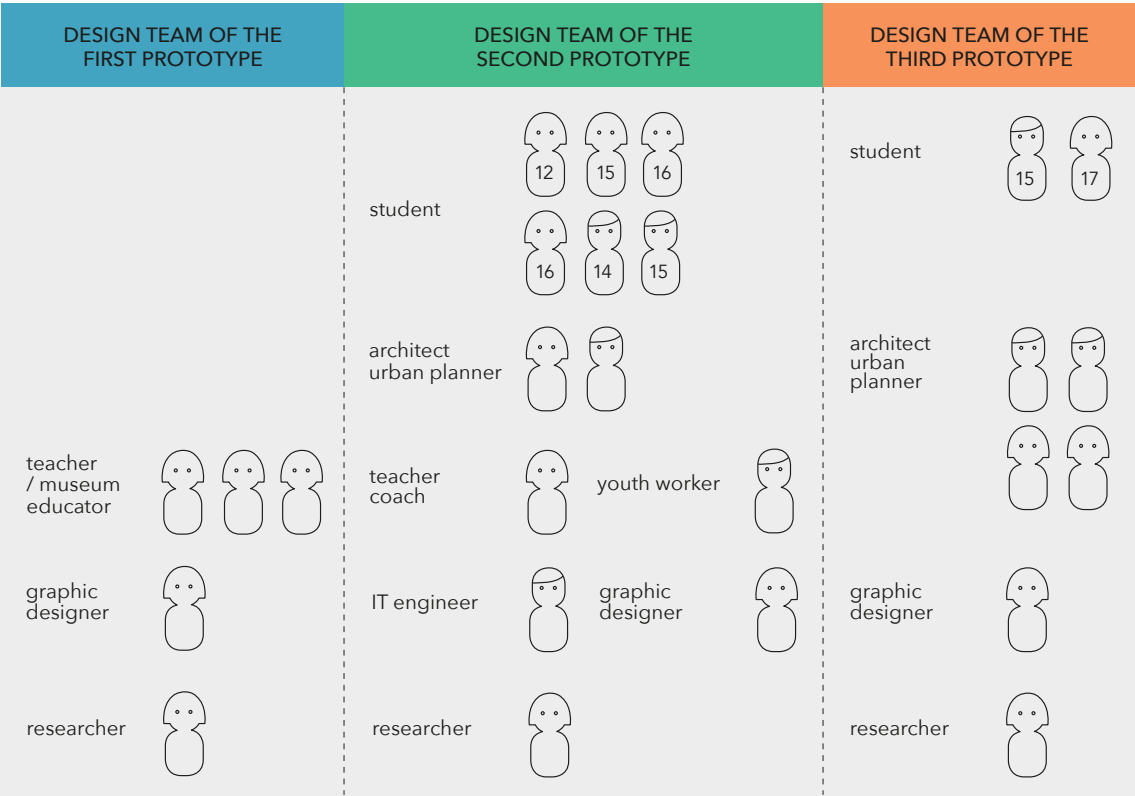 DESIGN TEAM OF THE
FIRST PROTOTYPE
DESIGN TEAM OF THE
SECOND PROTOTYPE
DESIGN TEAM OF THE
THIRD PROTOTYPE
teacher
/ museum
educator
graphic
designer
researcher
student
12 15 16
16 14 15
architect
urban planner
teacher
coach
youth worker
IT engineer
graphic
designer
researcher
student
15 17
architect
urban
planner
graphic
designer
researcher